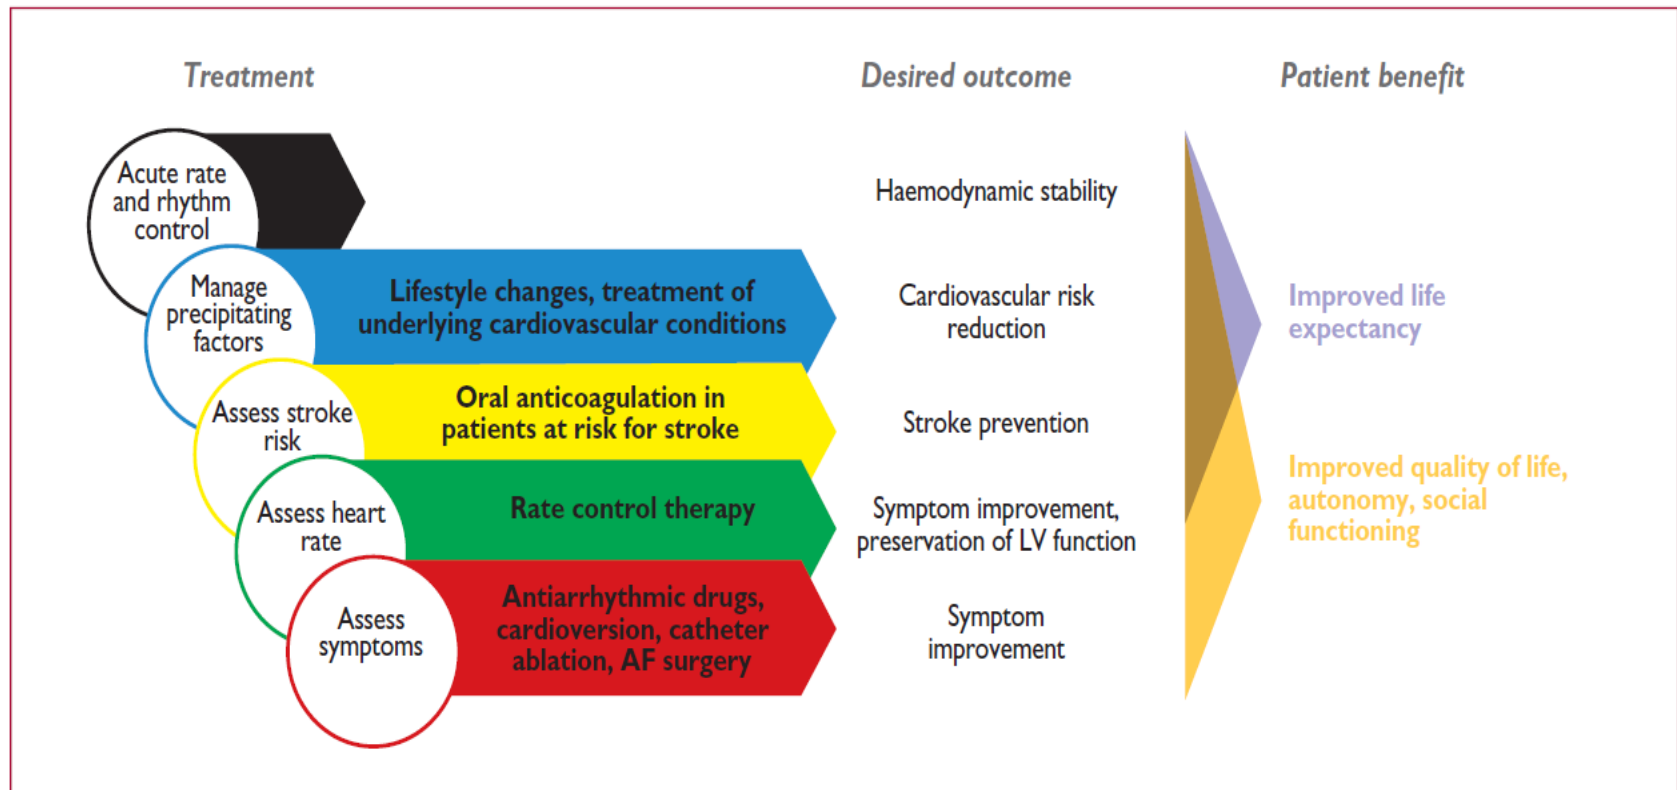 Treatment
Desired outcome
Patient benefit
Acute rate
and rhythm
control
Haemodynamic stability
Manage
precipitating
factors
Lifestyle changes, treatment of
underlying cardiovascular conditions
Cardiovascular risk
reduction
Improved life
expectancy
Assess stroke
risk
Oral anticoagulation in
patients at risk for stroke
Stroke prevention
Improved quality of life,
autonomy, social
functioning
Assess heart
rate
Rate control therapy
Symptom improvement,
preservation of LV function
Assess
symptoms
Antiarrhythmic drugs,
cardioversion, catheter
ablation, AF surgery
Symptom
improvement